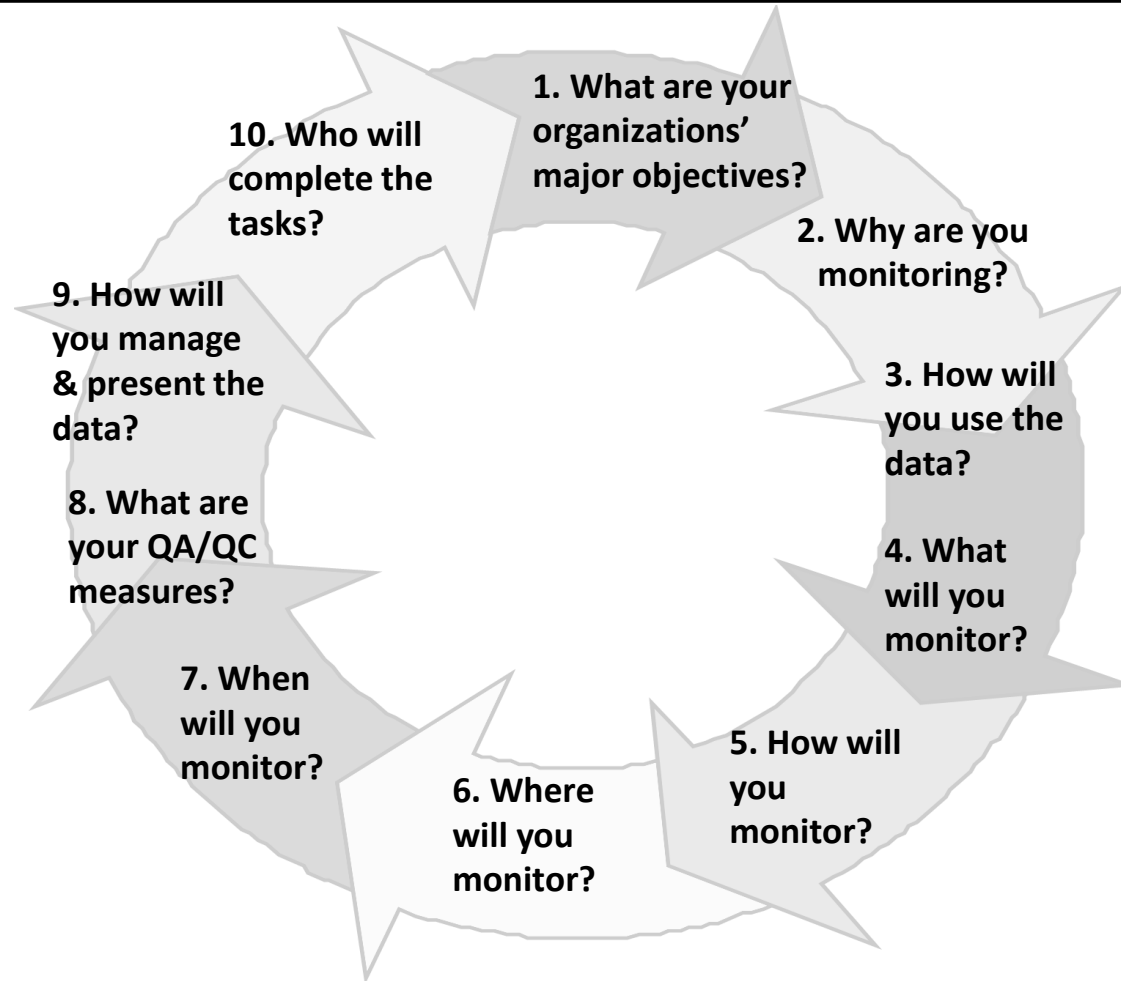 1. What are your
organizations’
major objectives?
2. Why are you
monitoring?
3. How will
you use the
data?
4. What
will you
monitor?
5. How will
you
monitor?
6. Where
will you
monitor?
7. When
will you
monitor?
8. What are
your QA/QC
measures?
9. How will
you manage
& present the
data?
10. Who will
complete the
tasks?